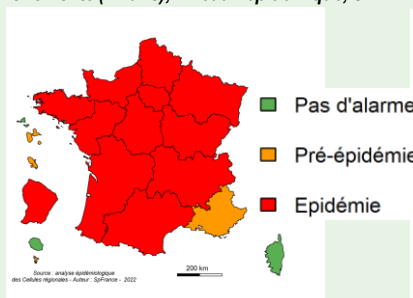 Pas d'alarme
Pré-épidémie
Epidémie
200 km
Source : analyse épidémiologique
des Cellules régionales - Auteur : SpFrance - 2022